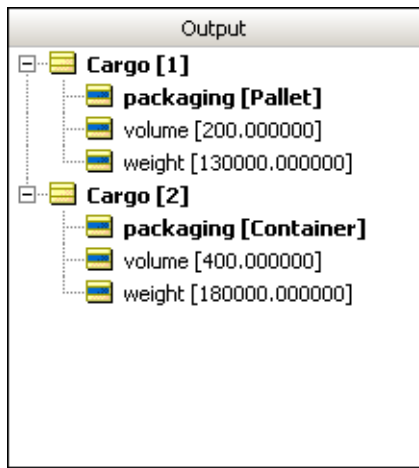 Output
Cargo [1]
packaging [Pallet]
volume [200.000000]
weight [130000.000000]
Cargo [2]
packaging [Container]
volume [400.000000]
weight [180000.000000]